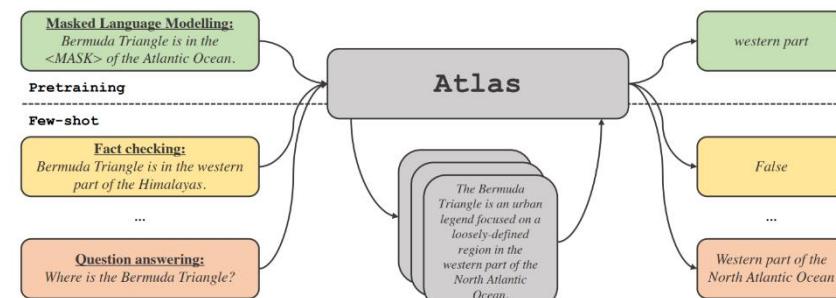 Masked Language Modelling:
Bermuda Triangle is in the
<MASK> of the Atlantic Ocean.
western part
Atlas
Pretraining
Few-shot
Fact checking:
Bermuda Triangle is in the western
part of the Himalayas.
False
...
...
The Bermuda
Triangle is an urban
legend focused on a
loosely-defined
region in the
western part of the
North Atlantic
Ocean.
Question answering:
Where is the Bermuda Triangle?
Western part of the
North Atlantic Ocean